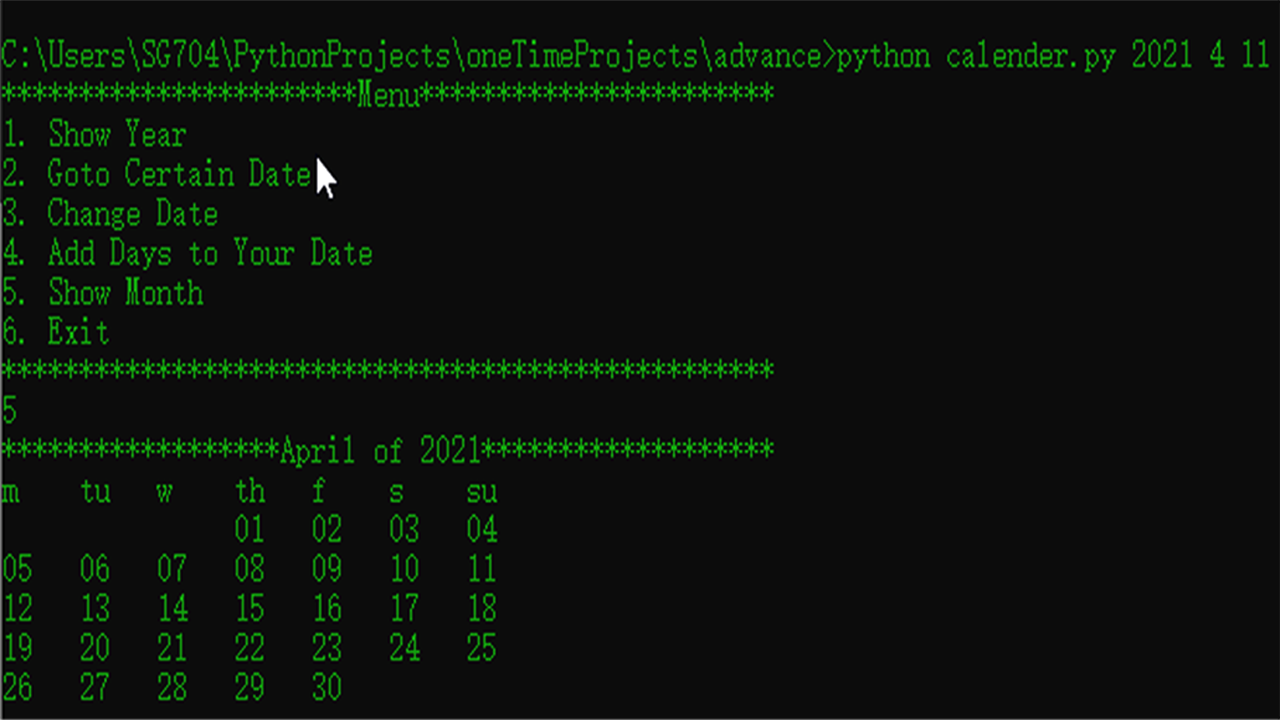 C:\Users\SG704\PythonProjects\oneTimeProjects\advance>python calender.py 2021 4 11
***********************Menu***********************
1. Show Year
2. Goto Certain Date
3. Change Date
4. Add Days to Your Date
5. Show Month
6. Exit
**************************************************
5
******************April of 2021*******************
m tu w th f s su
01 02 03 04
05 06 07 08 09 10 11
12 13 14 15 16 17 18
19 20 21 22 23 24 25
26 27 28 29 30